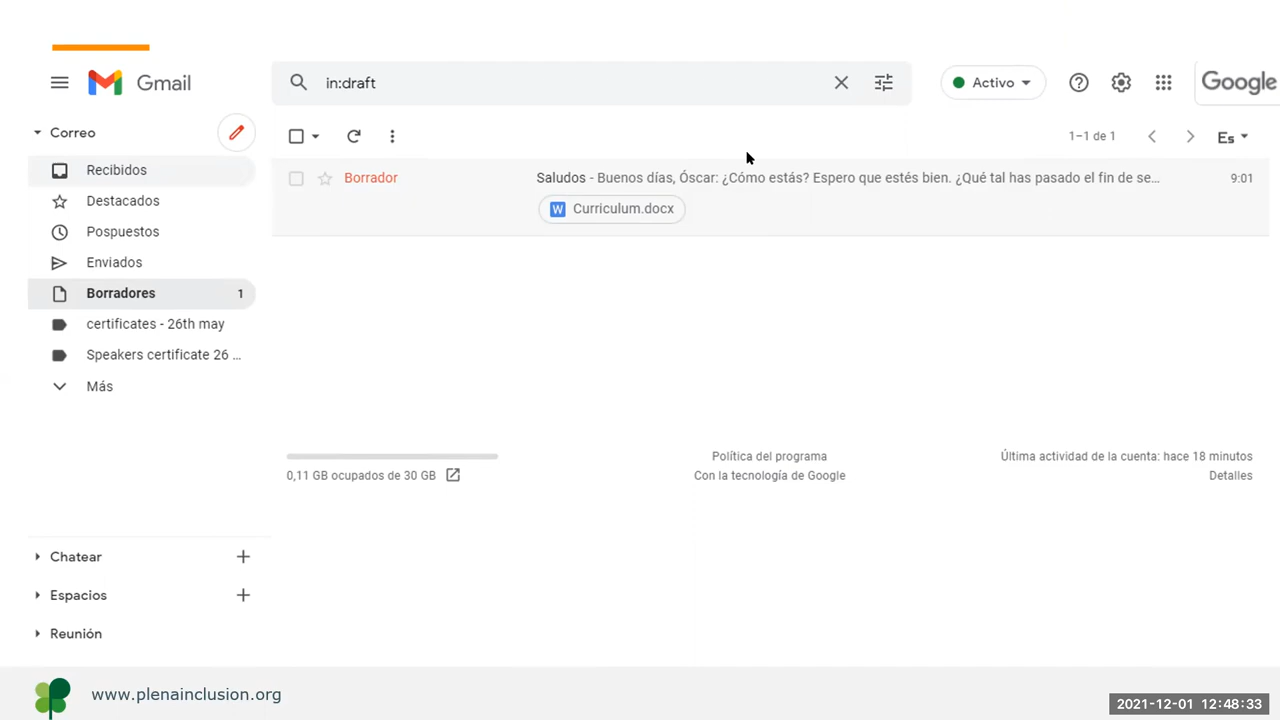 Gmail
in:draft
Activo
Google
Correo
1–1 de 1
Es
Recibidos
Borrador
Saludos - Buenos días, Óscar: ¿Cómo estás? Espero que estés bien. ¿Qué tal has pasado el fin de se...
9:01
W Curriculum.docx
Destacados
Pospuestos
Enviados
Borradores 1
certificates - 26th may
Speakers certificate 26 ...
Más
0,11 GB ocupados de 30 GB
Política del programa
Con la tecnología de Google
Última actividad de la cuenta: hace 18 minutos
Detalles
Chatear
Espacios
Reunión
www.plenainclusion.org
2021-12-01 12:48:33